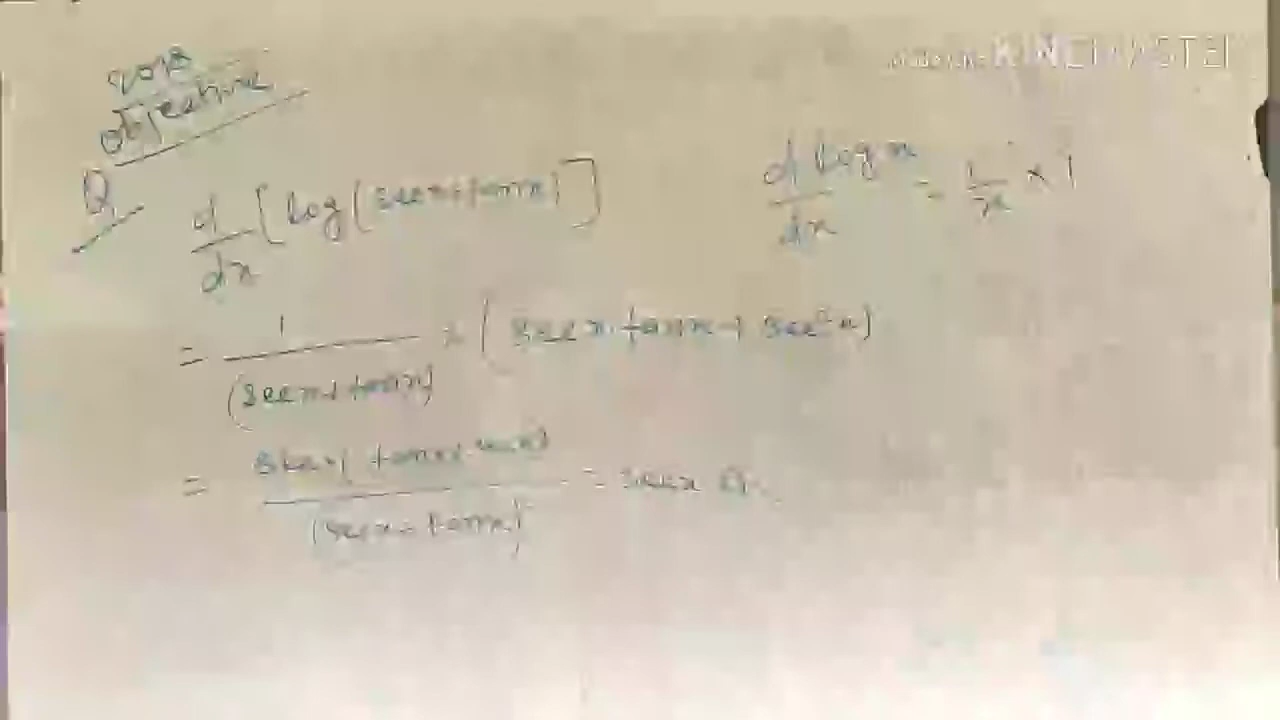 2018
objective
Q
d/dx [log(secx+tanx)]
d log x / dx = 1/x × 1
= 1/(secx+tanx) × (secx.tanx+sec²x)
= secx(tanx+secx)/(secx+tanx) = secx
KINEMASTER